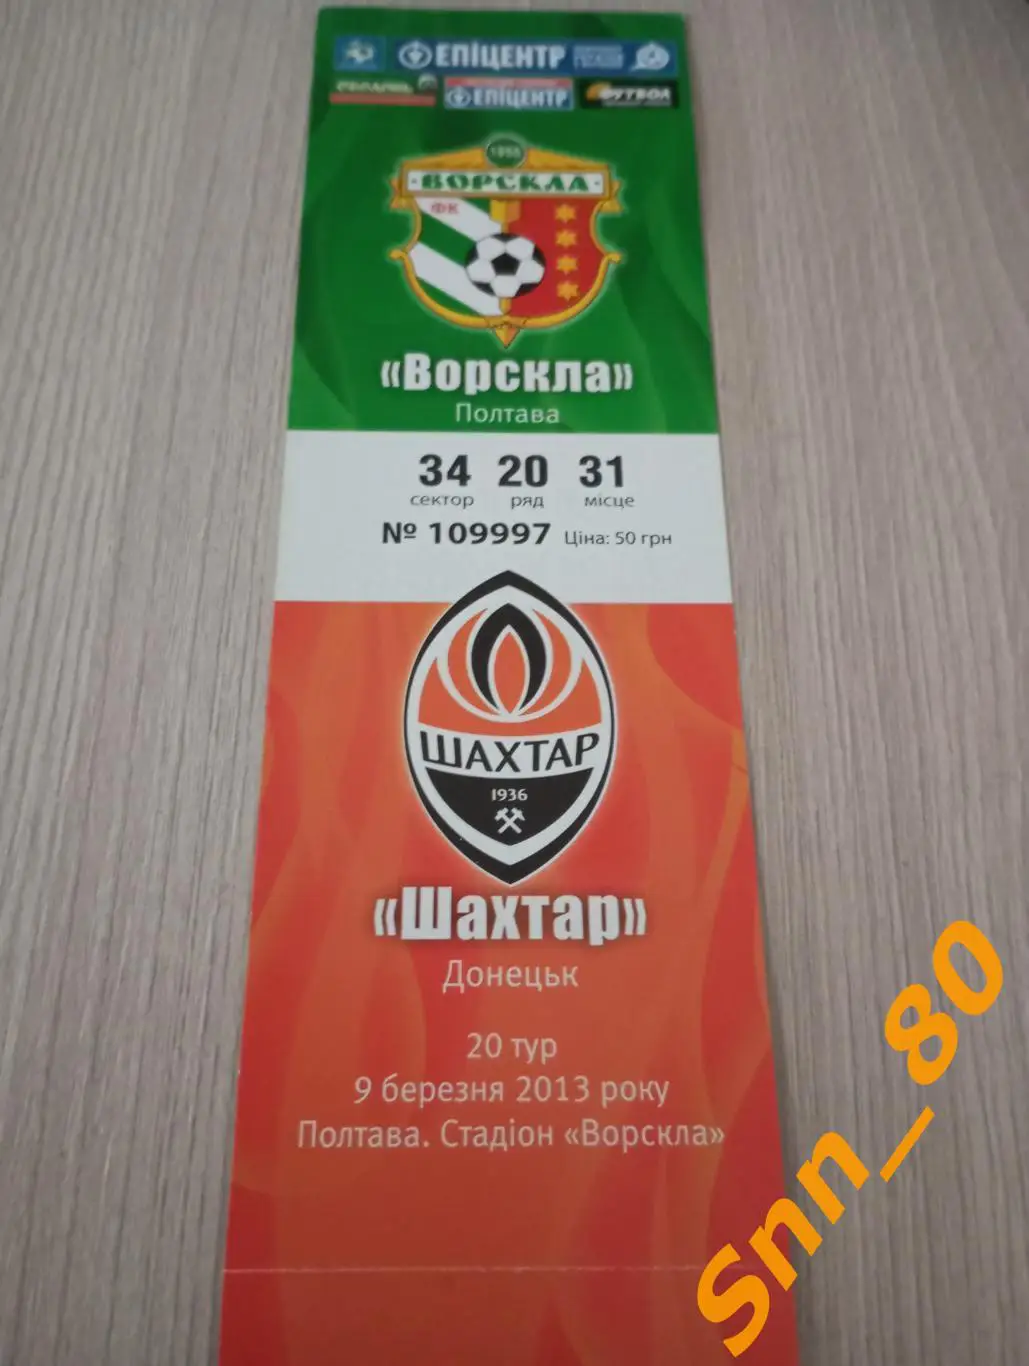 ЕПІЦЕНТР
ЕПІЦЕНТР ФУТБОЛ
1955
ВОРСКЛА
ФК
«Ворскла»
Полтава
34 20 31
сектор ряд місце
№ 109997 Ціна: 50 грн
ШАХТАР
1936
«Шахтар»
Донецьк
20 тур
9 березня 2013 року
Полтава. Стадіон «Ворскла»
Snn_80